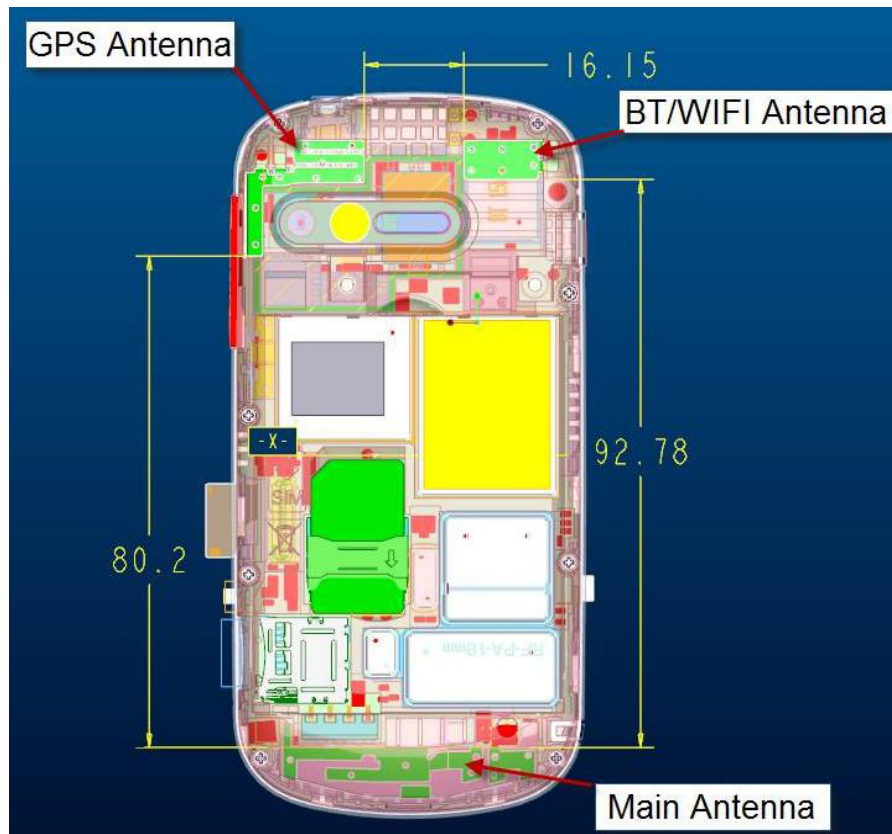 GPS Antenna
16.15
BT/WIFI Antenna
-X-
92.78
SIM
80.2
RF-PA-18mm
Main Antenna